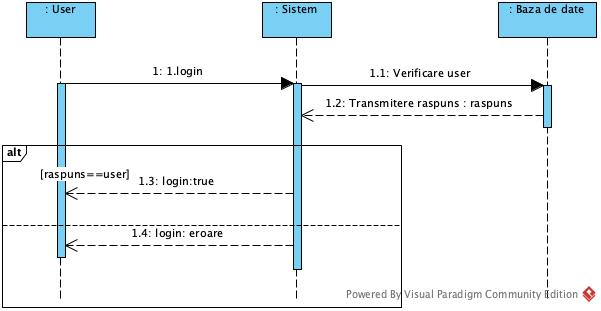 : User
: Sistem
: Baza de date
1: 1.login
1.1: Verificare user
1.2: Transmitere raspuns : raspuns
alt
[raspuns==user]
1.3: login:true
1.4: login: eroare
Powered By Visual Paradigm Community Edition